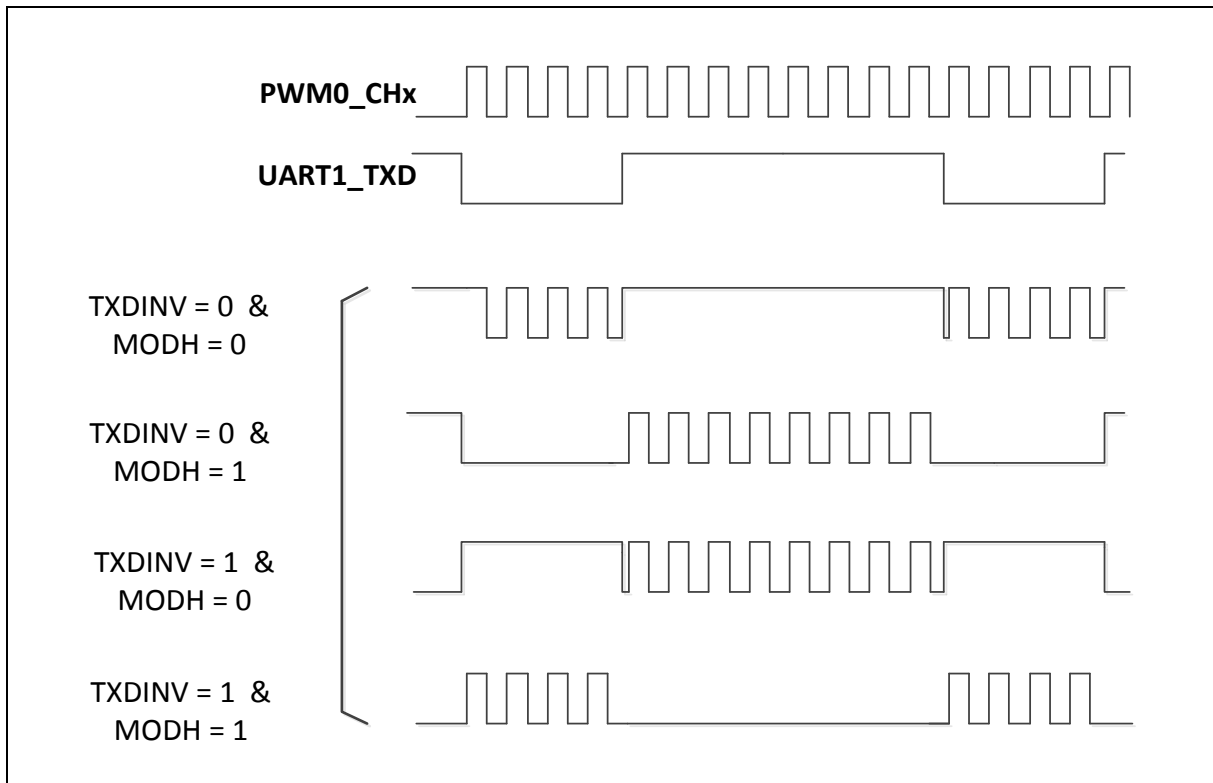 PWM0_CHx
UART1_TXD
TXDINV = 0 &
MODH = 0
TXDINV = 0 &
MODH = 1
TXDINV = 1 &
MODH = 0
TXDINV = 1 &
MODH = 1